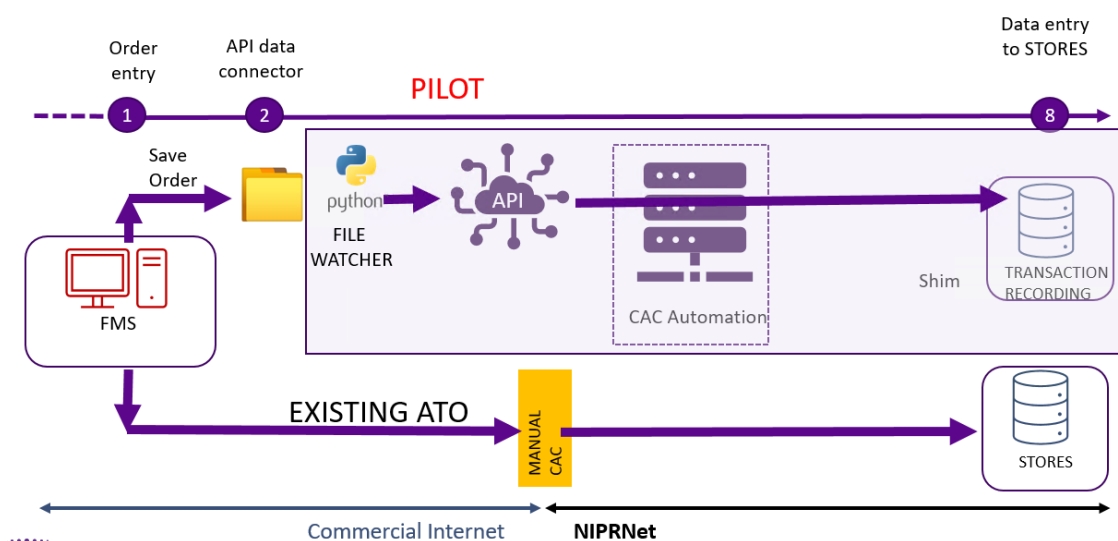 Order
entry
API data
connector
Data entry
to STORES
PILOT
1
2
8
Save
Order
python
FILE
WATCHER
API
CAC Automation
Shim
TRANSACTION
RECORDING
FMS
EXISTING ATO
MANUAL
CAC
STORES
Commercial Internet
NIPRNet